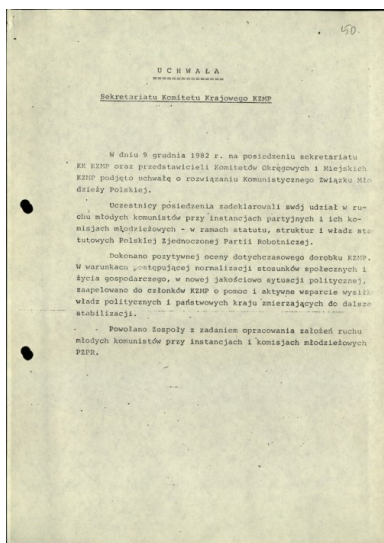 50.
U C H W A Ł A
===============
Sekretariatu Komitetu Krajowego KZMP
W dniu 9 grudnia 1982 r. na posiedzeniu sekretariatu
KK KZMP oraz przedstawicieli Komitetów Okręgowych i Miejskich
KZMP podjęto uchwałę o rozwiązaniu Komunistycznego Związku Mło
dzieży Polskiej.
Uczestnicy posiedzenia zadeklarowali swój udział w ru-
chu młodych komunistów przy instancjach partyjnych i ich ko-
misjach młodzieżowych - w ramach statutu, struktur i władz sta
tutowych Polskiej Zjednoczonej Partii Robotniczej.
Dokonano pozytywnej oceny dotychczasowego dorobku KZMP.
W warunkach postępującej normalizacji stosunków społecznych i
życia gospodarczego, w nowej jakościowo sytuacji politycznej,
zaapelowano do członków KZMP o pomoc i aktywne wsparcie wysiłk
władz politycznych i państwowych kraju zmierzających do dalsze
stabilizacji.
Powołano Zespoły z zadaniem opracowania założeń ruchu
młodych komunistów przy instancjach i komisjach młodzieżowych
PZPR.